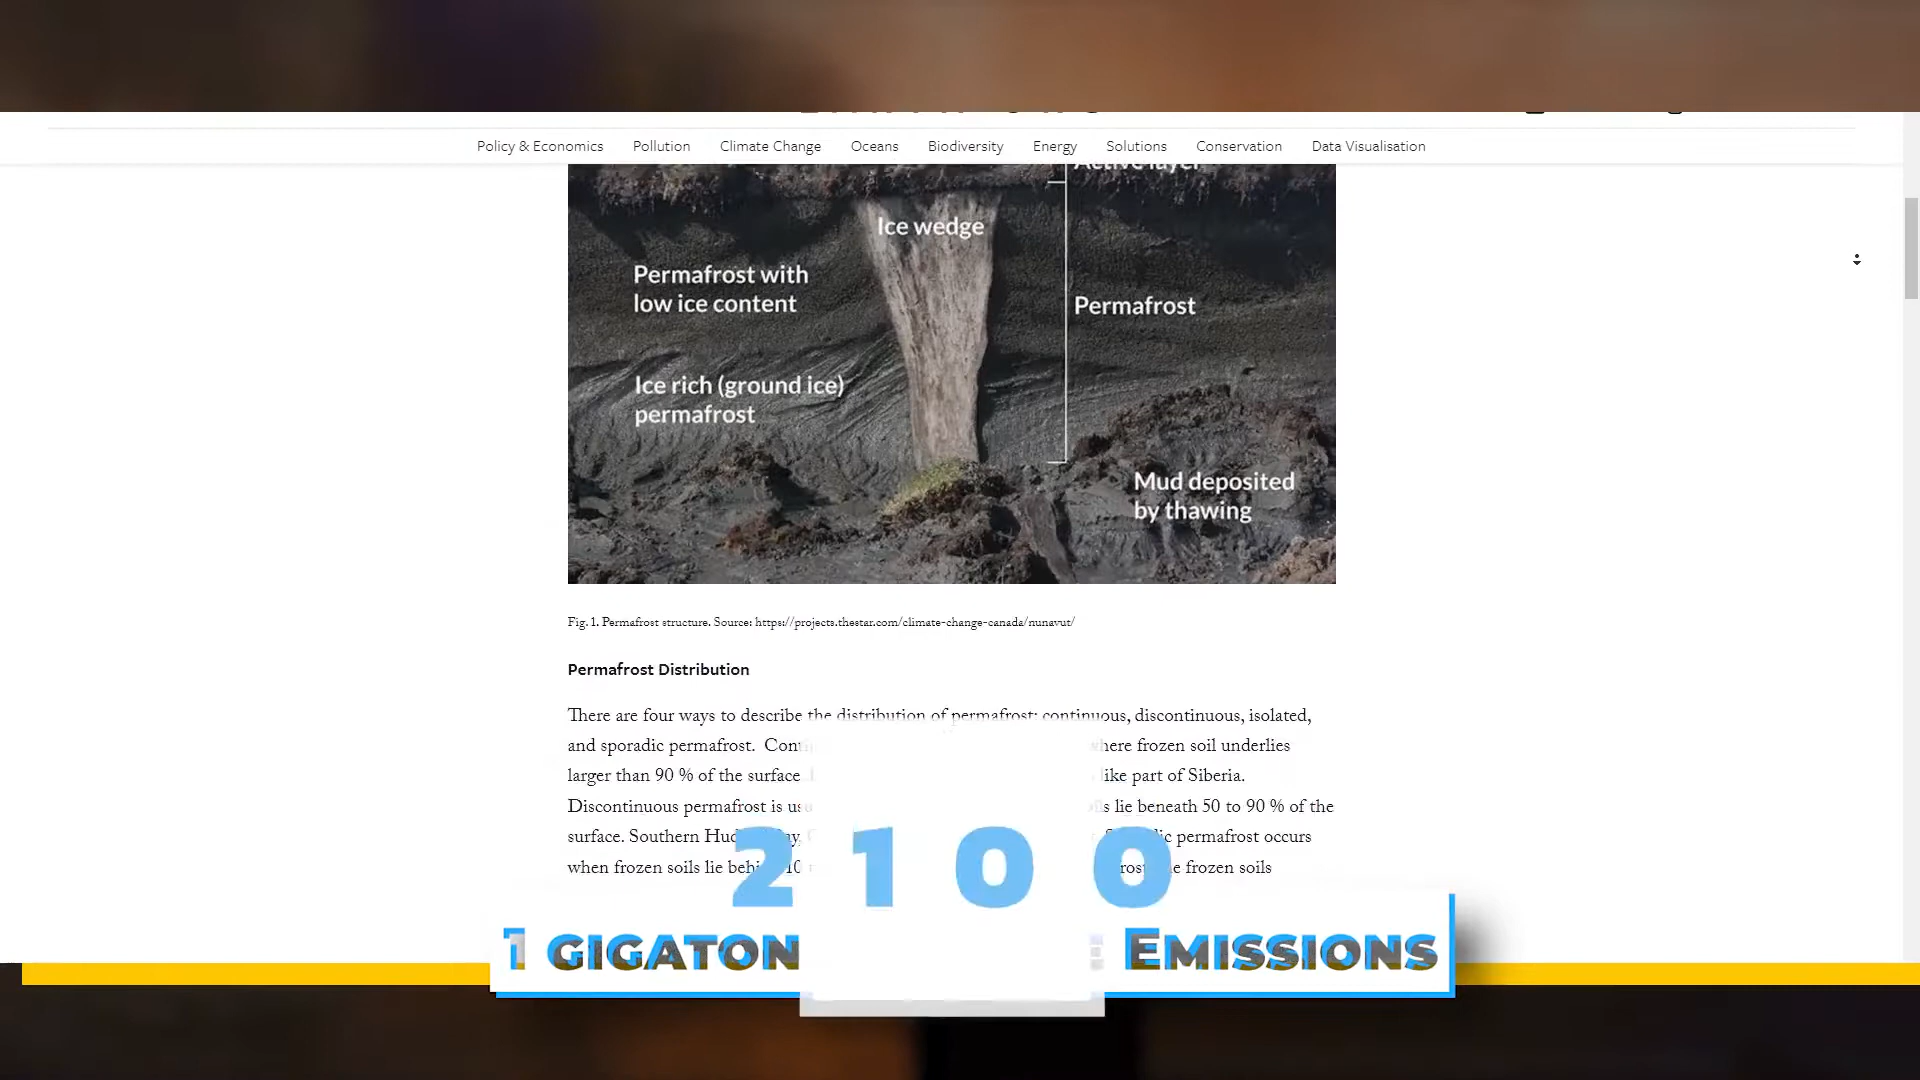 Policy & Economics Pollution Climate Change Oceans Biodiversity Energy Solutions Conservation Data Visualisation
Active layer
Ice wedge
Permafrost with
low ice content
Permafrost
Ice rich (ground ice)
permafrost
Mud deposited
by thawing
Fig. 1. Permafrost structure. Source: https://projects.thestar.com/climate-change-canada/nunavut/
Permafrost Distribution
There are four ways to describe the distribution of permafrost: continuous, discontinuous, isolated,
and sporadic permafrost. where frozen soil underlies
larger than 90 % of the surface like part of Siberia.
Discontinuous permafrost is lie beneath 50 to 90 % of the
surface. Southern permafrost occurs
when frozen soils lie frozen soils
2100
1 GIGATON EMISSIONS